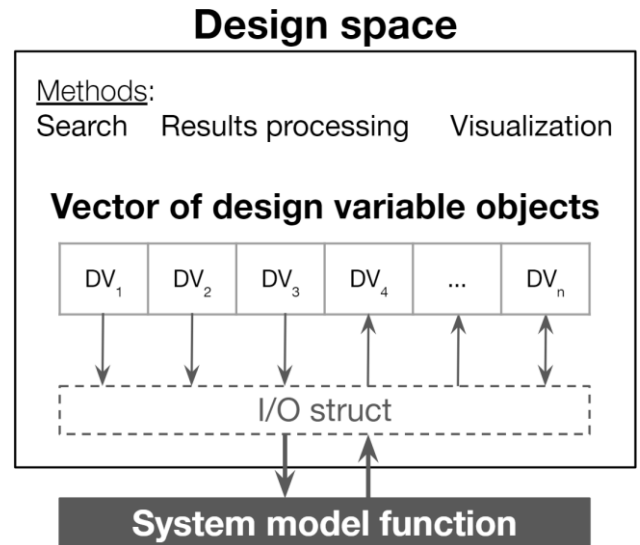 Design space
Methods:
Search Results processing Visualization
Vector of design variable objects
DV₁ DV₂ DV₃ DV₄ ... DVₙ
I/O struct
System model function